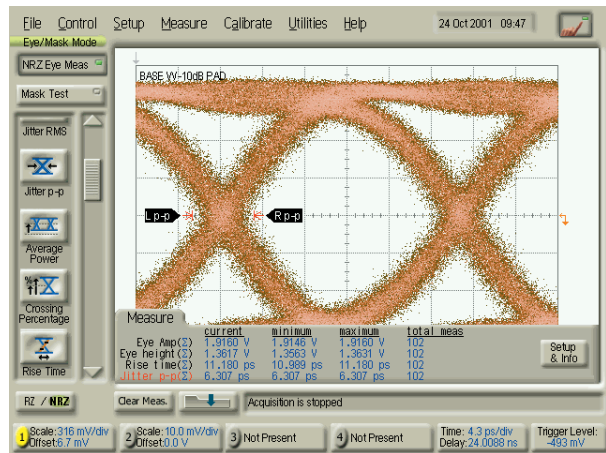 File Control Setup Measure Calibrate Utilities Help 24 Oct 2001 09:47
Eye/Mask Mode
NRZ Eye Meas
Mask Test
Jitter RMS
Jitter p-p
Average
Power
Crossing
Percentage
Rise Time
BASE W-10dB PAD
L p-p
R p-p
Measure
current minimum maximum total meas
Eye Amp(Σ) 1.9160 V 1.9146 V 1.9160 V 102
Eye height(Σ) 1.3617 V 1.3563 V 1.3631 V 102
Rise time(Σ) 11.180 ps 10.989 ps 11.180 ps 102
Jitter p-p(Σ) 6.307 ps 6.307 ps 6.307 ps 102
Setup
& Info
RZ / NRZ
Clear Meas.
Acquisition is stopped
1 Scale:316 mV/div
Offset:6.7 mV
2 Scale:10.0 mV/div
Offset:0.0 V
3 Not Present
4 Not Present
Time: 4.3 ps/div
Delay:24.0088 ns
Trigger Level:
-493 mV